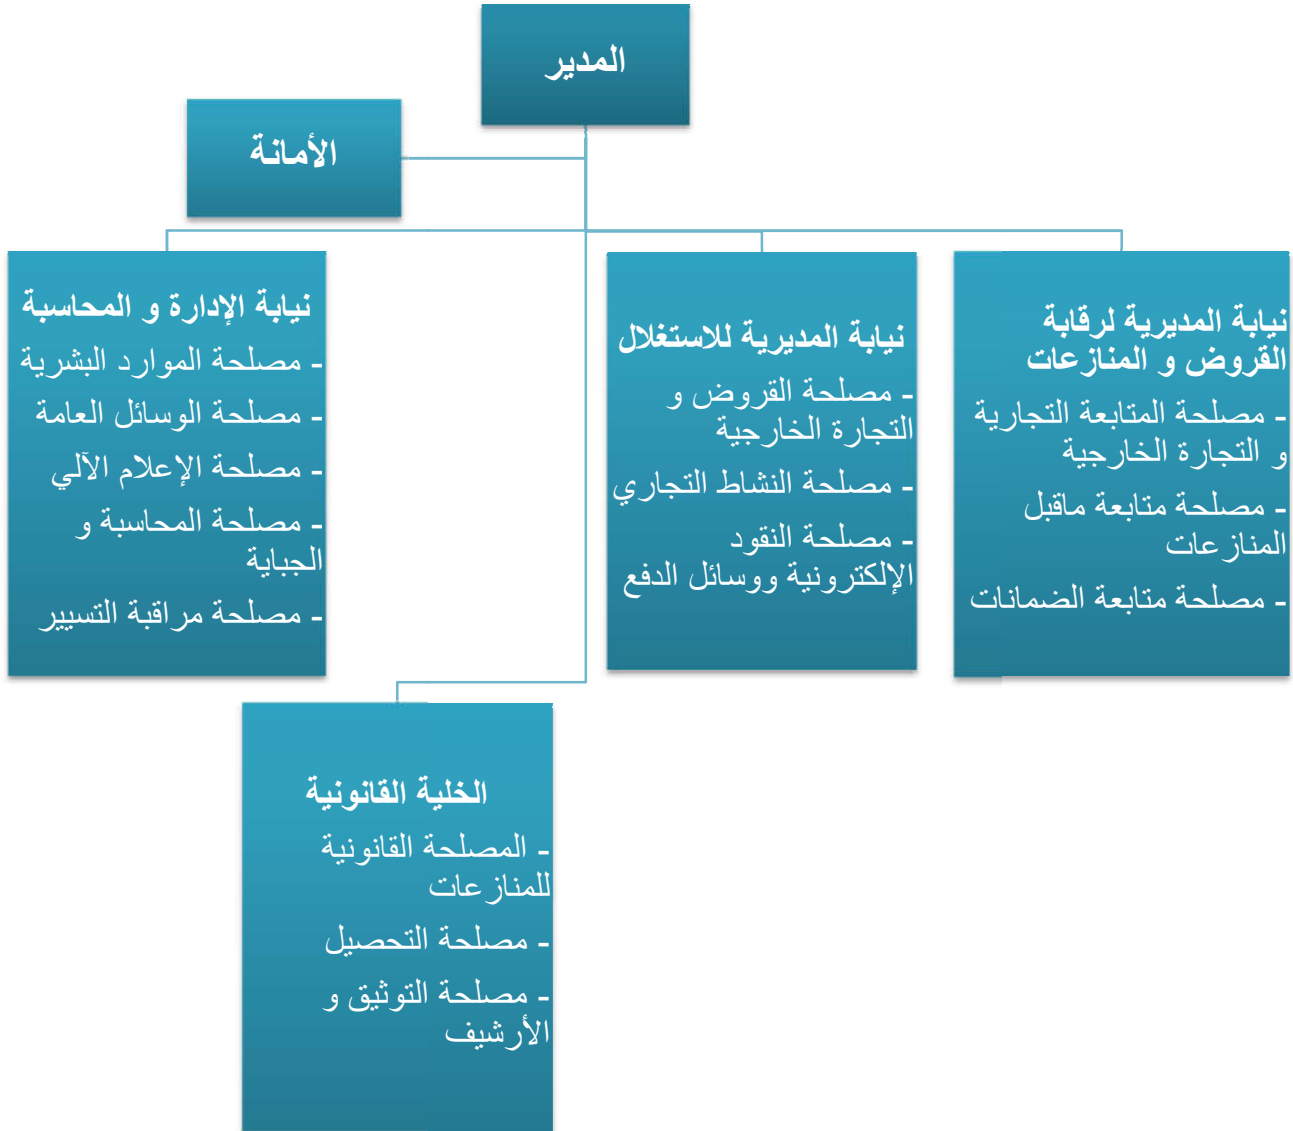 المدير
الأمانة
نيابة المديرية لرقابة
القروض و المنازعات
- مصلحة المتابعة التجارية
و التجارة الخارجية
- مصلحة متابعة ماقبل
المنازعات
- مصلحة متابعة الضمانات
نيابة المديرية للاستغلال
- مصلحة القروض و
التجارة الخارجية
- مصلحة النشاط التجاري
- مصلحة النقود
الإلكترونية ووسائل الدفع
نيابة الإدارة و المحاسبة
- مصلحة الموارد البشرية
- مصلحة الوسائل العامة
- مصلحة الإعلام الآلي
- مصلحة المحاسبة و
الجباية
- مصلحة مراقبة التسيير
الخلية القانونية
- المصلحة القانونية
للمنازعات
- مصلحة التحصيل
- مصلحة التوثيق و
الأرشيف